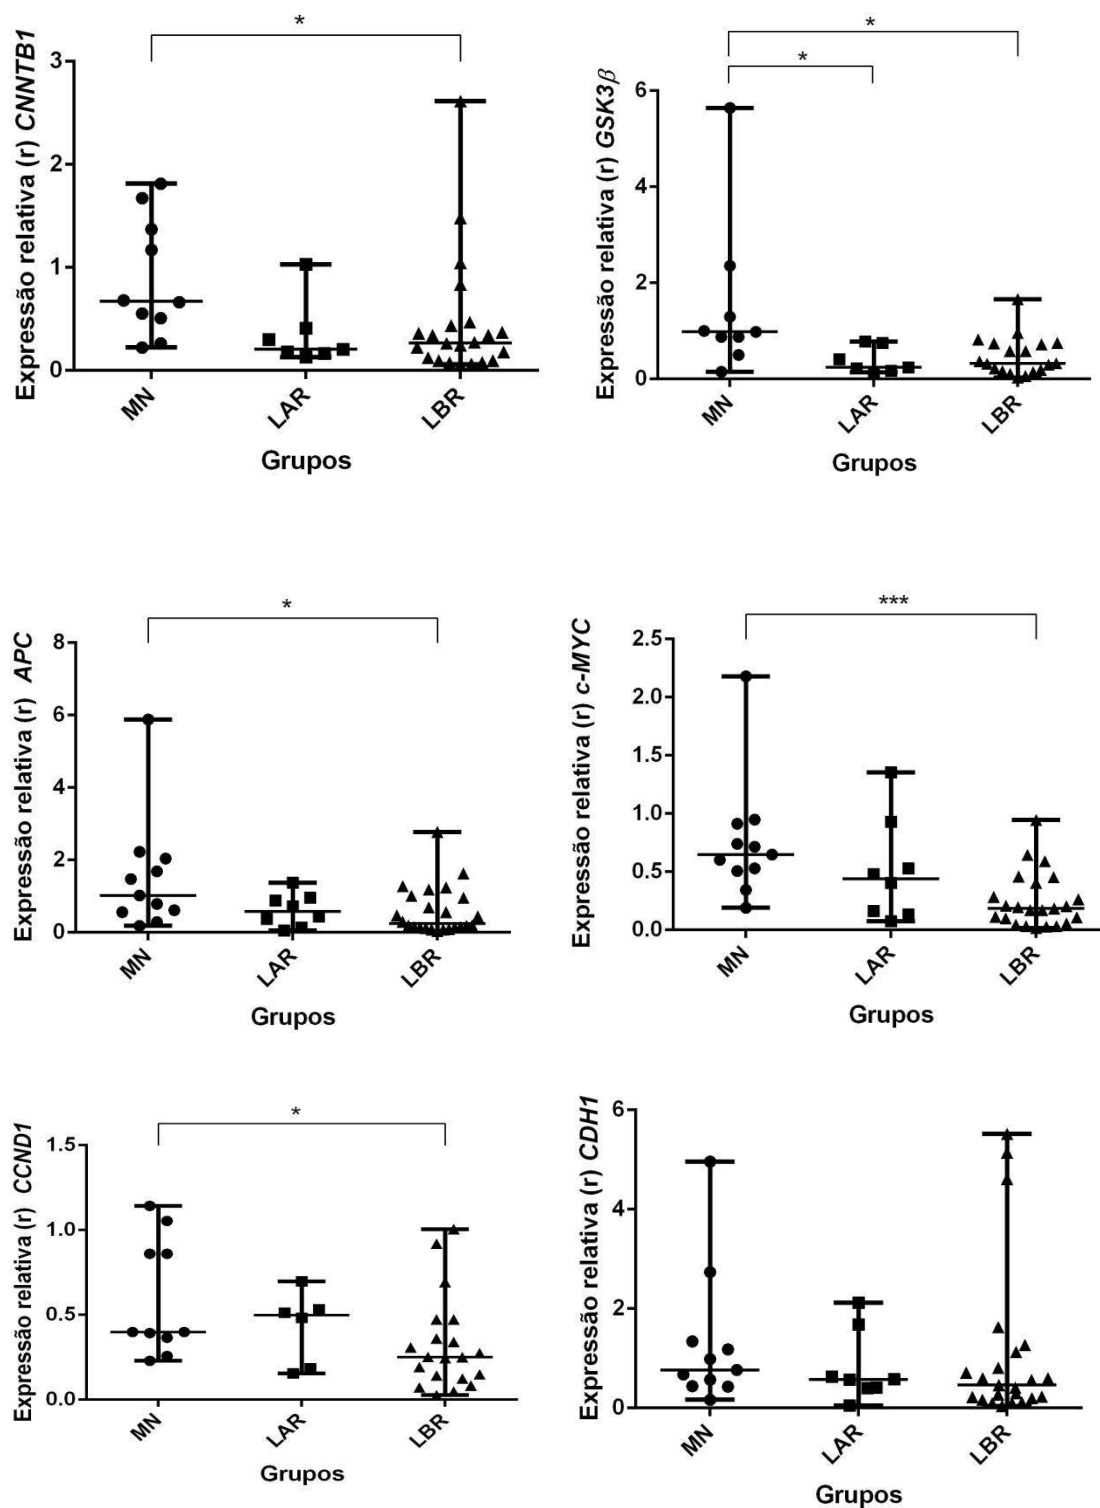 *
Expressão relativa (r) CNNTB1
3
2
1
0
MN
LAR
LBR
Grupos
*
*
Expressão relativa (r) GSK3β
6
4
2
0
MN
LAR
LBR
Grupos
*
Expressão relativa (r) APC
8
6
4
2
0
MN
LAR
LBR
Grupos
***
Expressão relativa (r) c-MYC
2.5
2.0
1.5
1.0
0.5
0.0
MN
LAR
LBR
Grupos
*
Expressão relativa (r) CCND1
1.5
1.0
0.5
0.0
MN
LAR
LBR
Grupos
Expressão relativa (r) CDH1
6
4
2
0
MN
LAR
LBR
Grupos